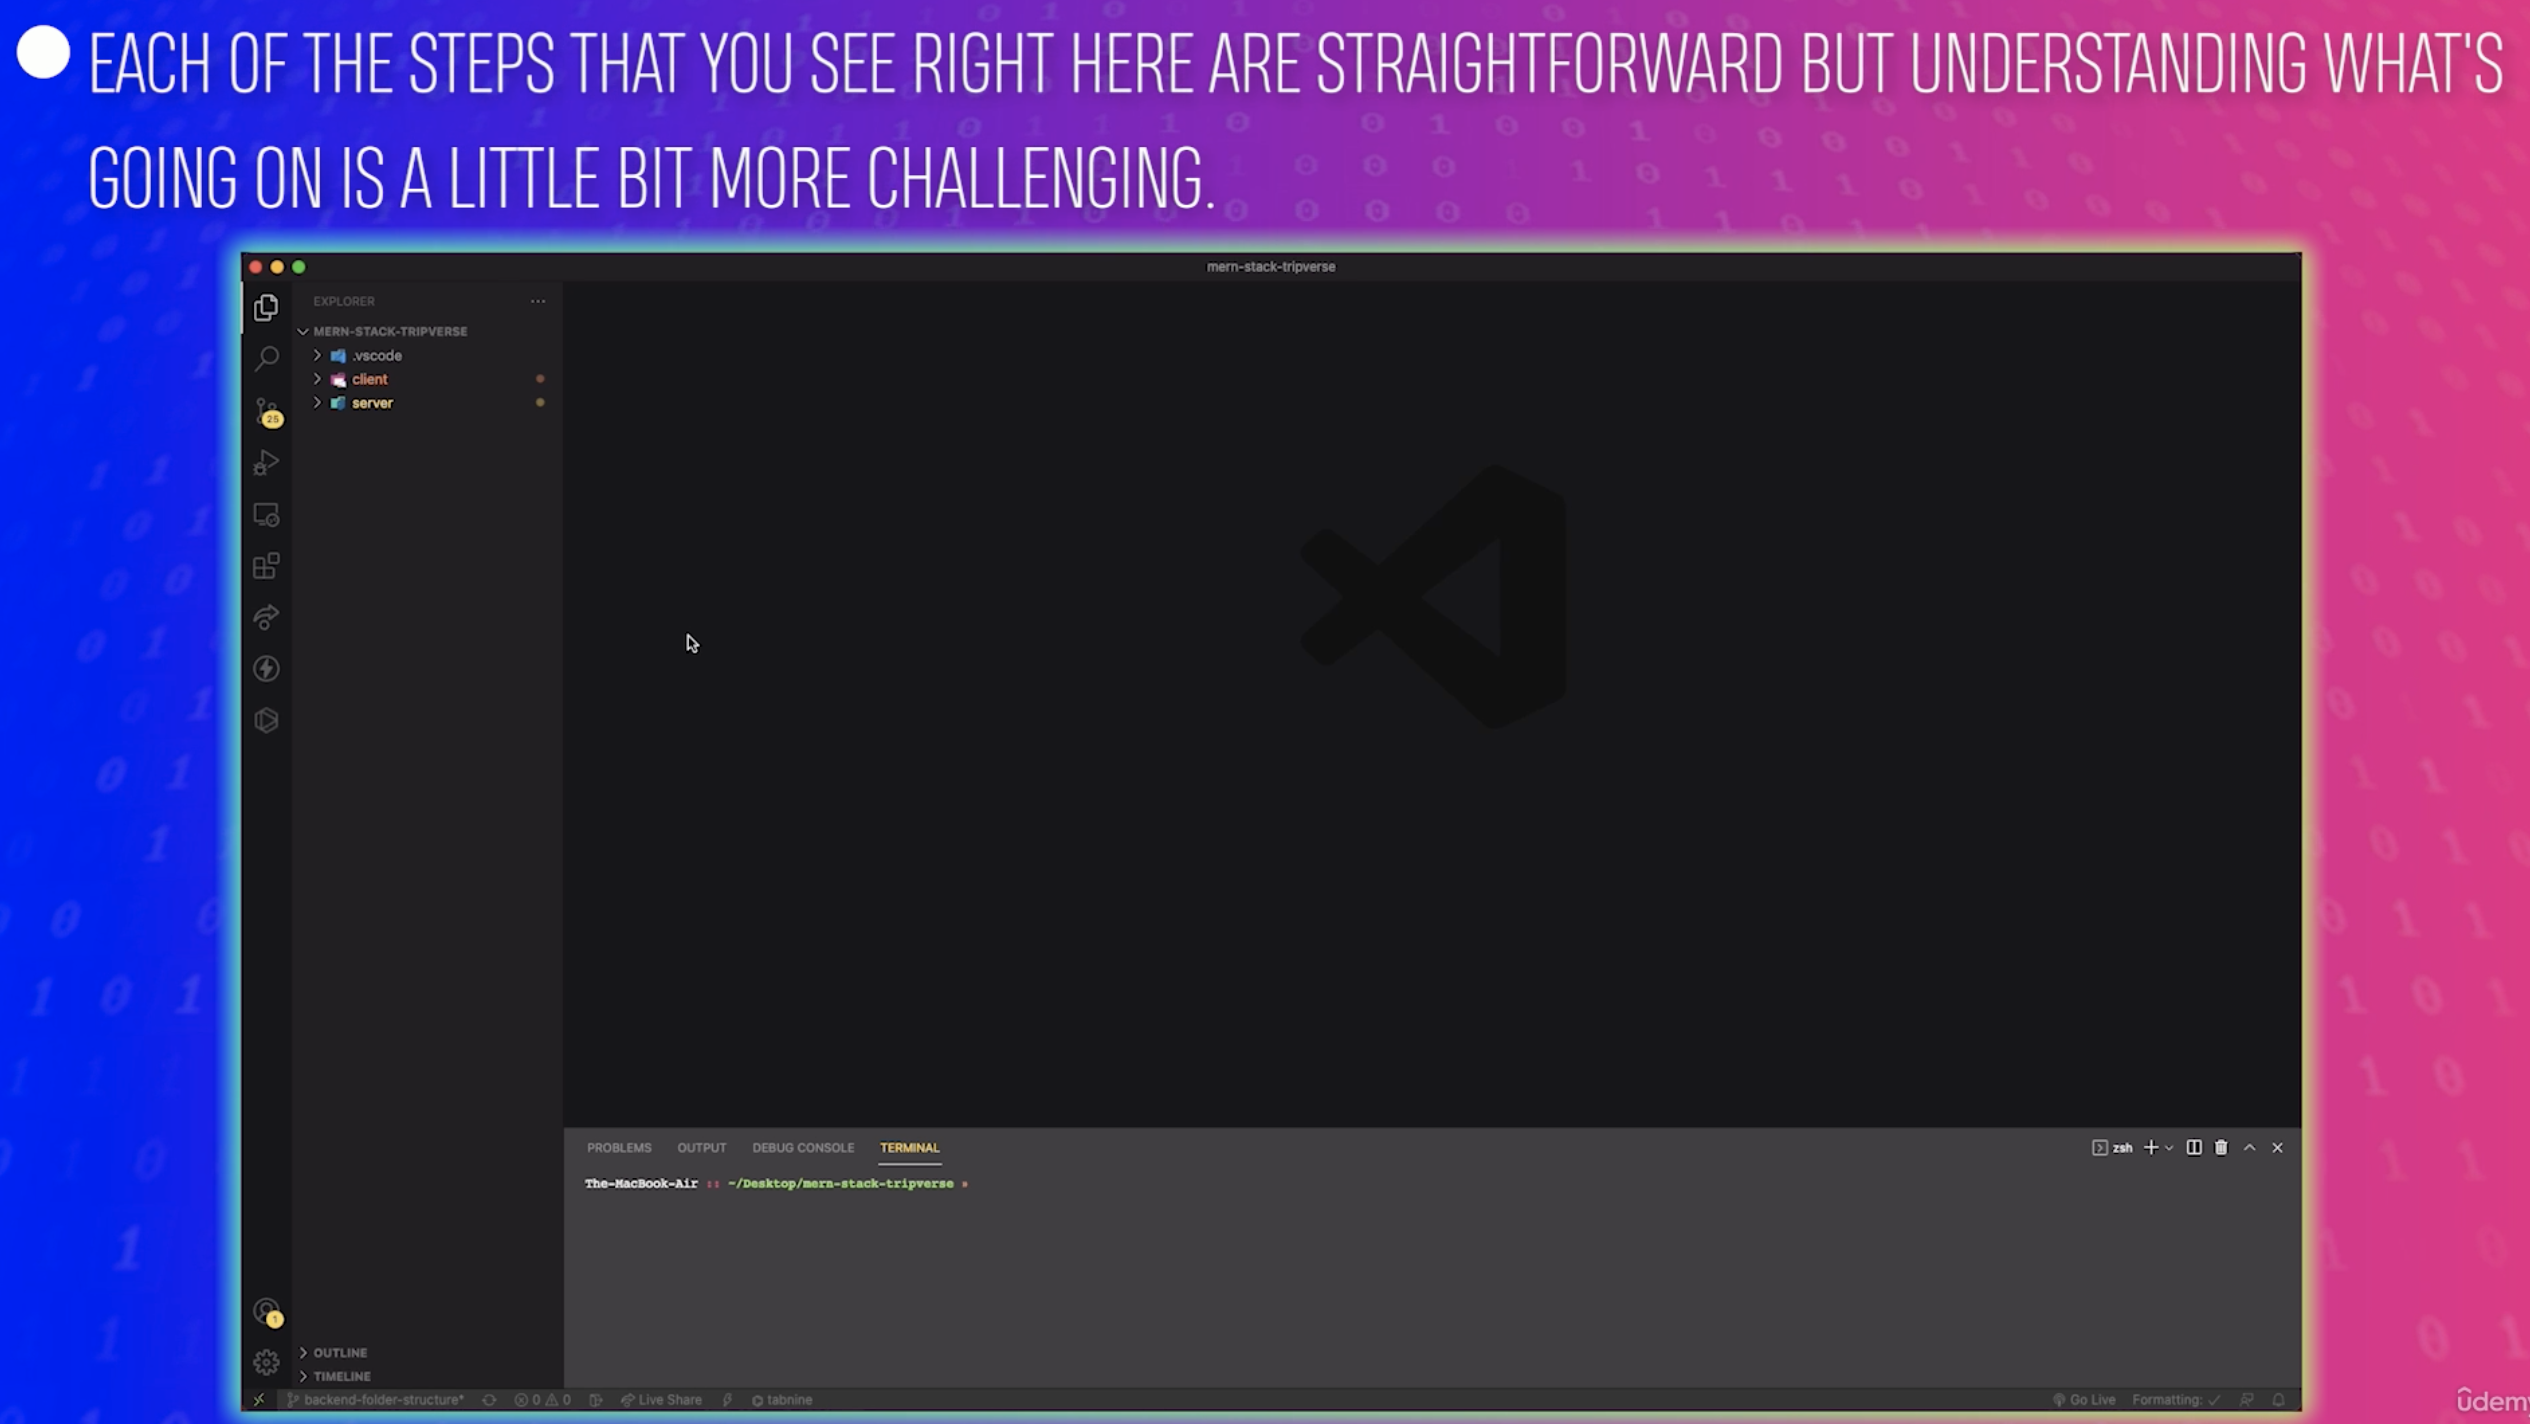 EACH OF THE STEPS THAT YOU SEE RIGHT HERE ARE STRAIGHTFORWARD BUT UNDERSTANDING WHAT'S
GOING ON IS A LITTLE BIT MORE CHALLENGING.
mern-stack-tripverse
EXPLORER
MERN-STACK-TRIPVERSE
.vscode
client
server
25
PROBLEMS OUTPUT DEBUG CONSOLE TERMINAL zsh
The-MacBook-Air :: ~/Desktop/mern-stack-tripverse
1
OUTLINE
TIMELINE
backend-folder-structure* 0 0 Live Share tabnine Go Live Formatting:
ûdemy